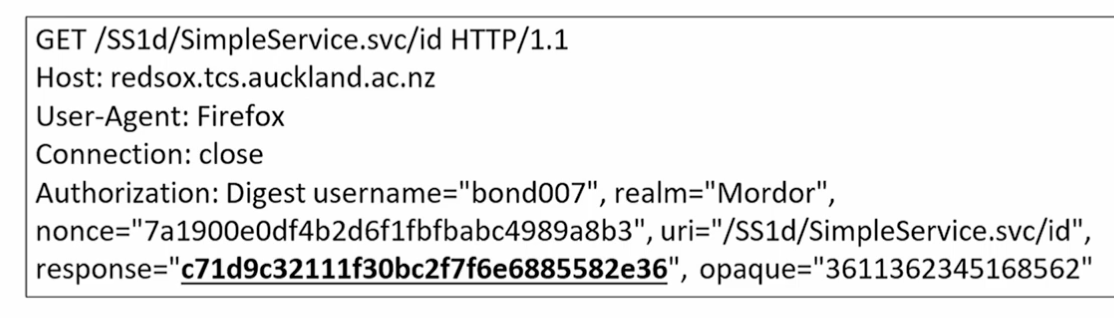 GET /SS1d/SimpleService.svc/id HTTP/1.1
Host: redsox.tcs.auckland.ac.nz
User-Agent: Firefox
Connection: close
Authorization: Digest username="bond007", realm="Mordor",
nonce="7a1900e0df4b2d6f1fbfbabc4989a8b3", uri="/SS1d/SimpleService.svc/id",
response="c71d9c32111f30bc2f7f6e6885582e36", opaque="3611362345168562"